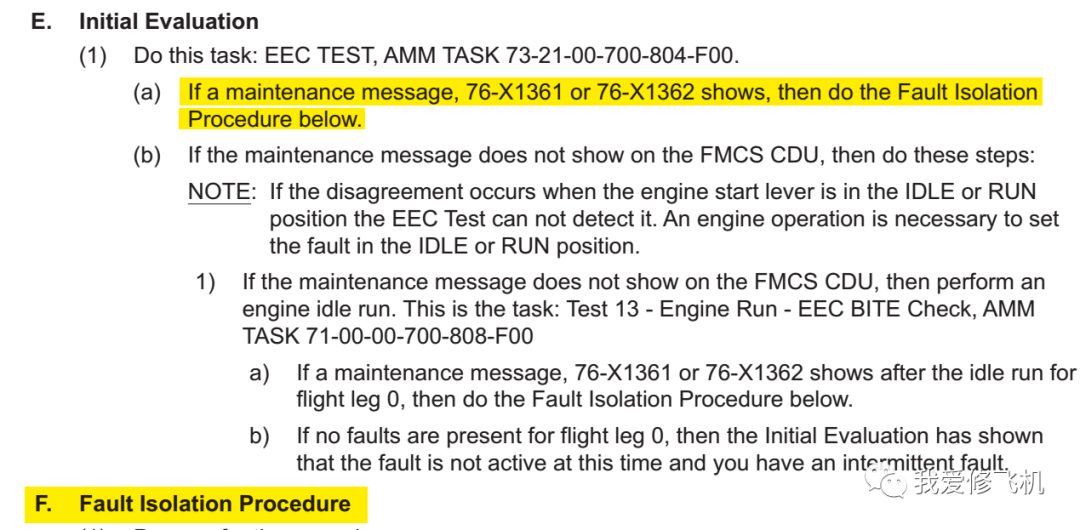 E. Initial Evaluation
(1) Do this task: EEC TEST, AMM TASK 73-21-00-700-804-F00.
(a) If a maintenance message, 76-X1361 or 76-X1362 shows, then do the Fault Isolation
Procedure below.
(b) If the maintenance message does not show on the FMCS CDU, then do these steps:
NOTE: If the disagreement occurs when the engine start lever is in the IDLE or RUN
position the EEC Test can not detect it. An engine operation is necessary to set
the fault in the IDLE or RUN position.
1) If the maintenance message does not show on the FMCS CDU, then perform an
engine idle run. This is the task: Test 13 - Engine Run - EEC BITE Check, AMM
TASK 71-00-00-700-808-F00
a) If a maintenance message, 76-X1361 or 76-X1362 shows after the idle run for
flight leg 0, then do the Fault Isolation Procedure below.
b) If no faults are present for flight leg 0, then the Initial Evaluation has shown
that the fault is not active at this time and you have an intermittent fault.
我爱修飞机
F. Fault Isolation Procedure